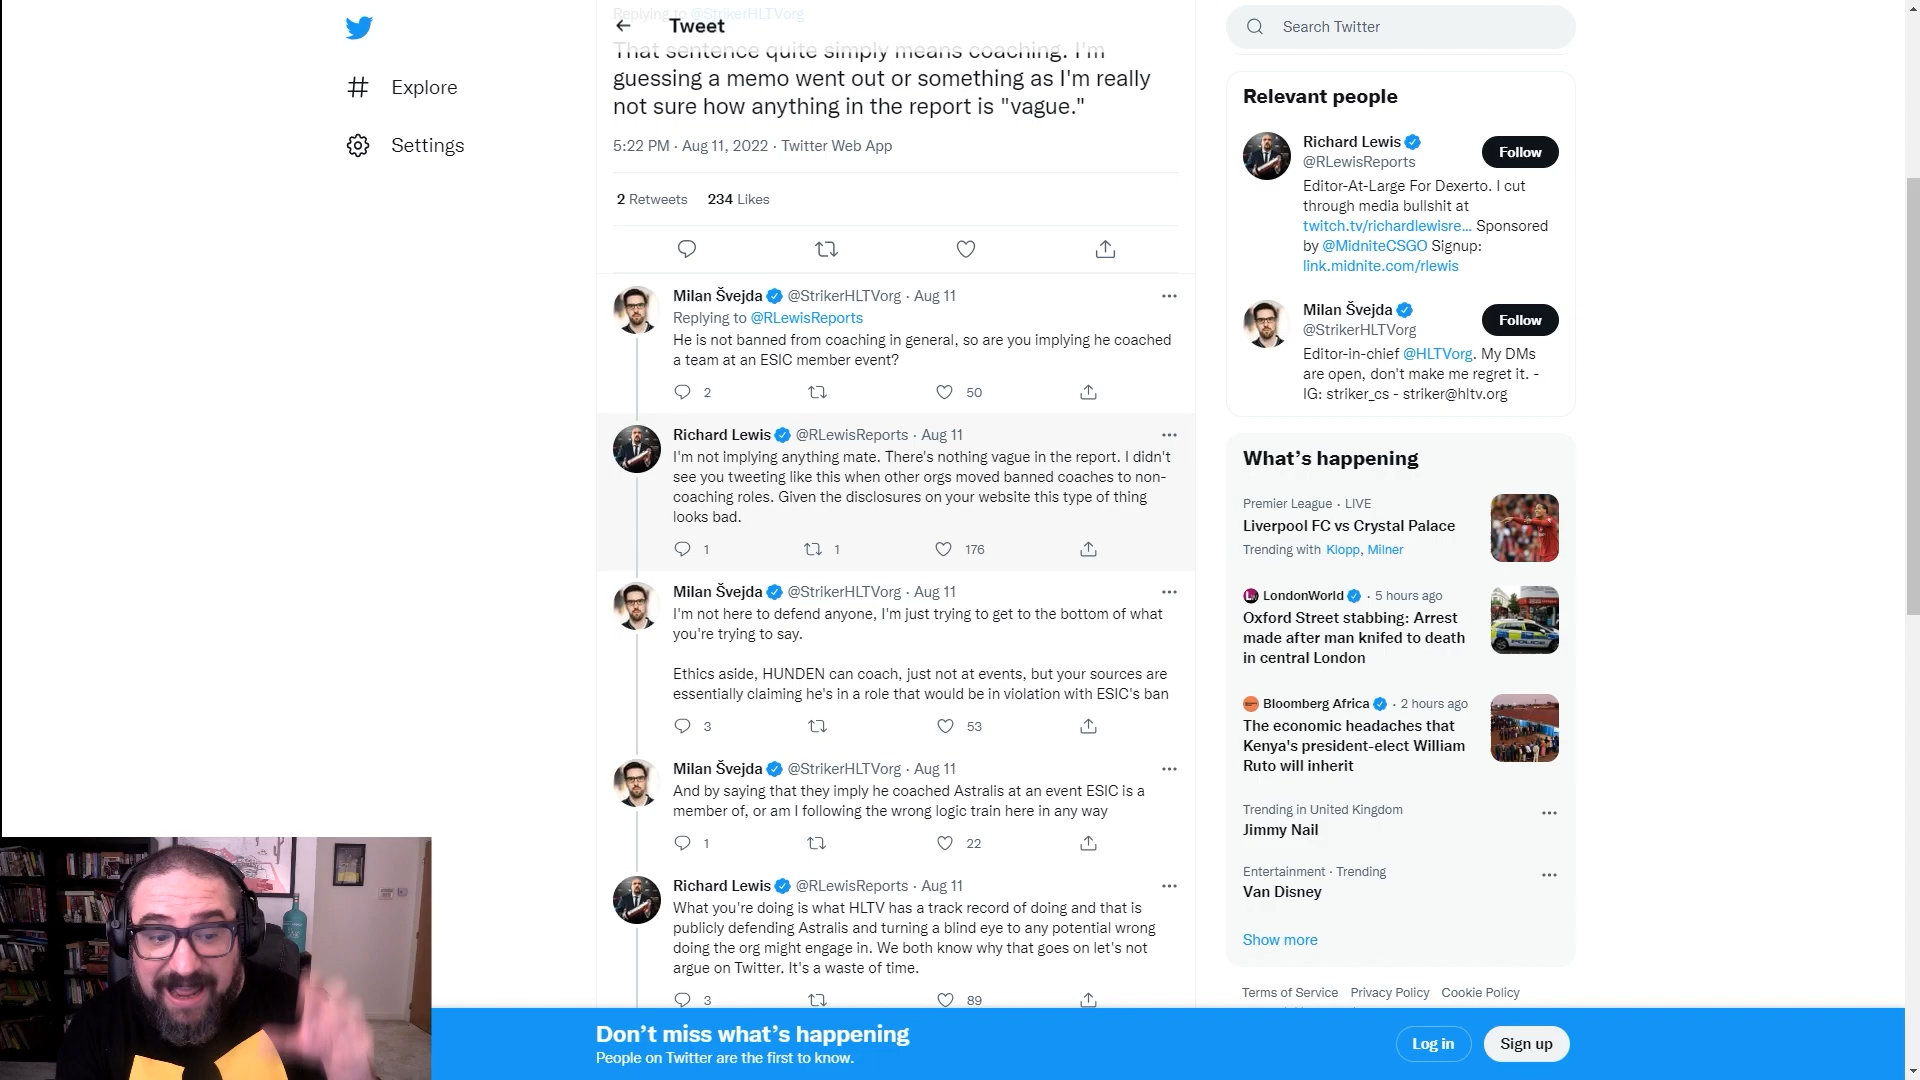 Replying to @StrikerHLTVorg
Tweet
Explore
Settings
That sentence quite simply means coaching. I'm
guessing a memo went out or something as I'm really
not sure how anything in the report is "vague."
5:22 PM · Aug 11, 2022 · Twitter Web App
2 Retweets 234 Likes
Milan Švejda @StrikerHLTVorg · Aug 11
Replying to @RLewisReports
He is not banned from coaching in general, so are you implying he coached
a team at an ESIC member event?
2 50
Richard Lewis @RLewisReports · Aug 11
I'm not implying anything mate. There's nothing vague in the report. I didn't
see you tweeting like this when other orgs moved banned coaches to non-
coaching roles. Given the disclosures on your website this type of thing
looks bad.
1 1 176
Milan Švejda @StrikerHLTVorg · Aug 11
I'm not here to defend anyone, I'm just trying to get to the bottom of what
you're trying to say.
Ethics aside, HUNDEN can coach, just not at events, but your sources are
essentially claiming he's in a role that would be in violation with ESIC's ban
3 53
Milan Švejda @StrikerHLTVorg · Aug 11
And by saying that they imply he coached Astralis at an event ESIC is a
member of, or am I following the wrong logic train here in any way
1 22
Richard Lewis @RLewisReports · Aug 11
What you're doing is what HLTV has a track record of doing and that is
publicly defending Astralis and turning a blind eye to any potential wrong
doing the org might engage in. We both know why that goes on let's not
argue on Twitter. It's a waste of time.
3 89
Search Twitter
Relevant people
Richard Lewis
@RLewisReports
Follow
Editor-At-Large For Dexerto. I cut
through media bullshit at
twitch.tv/richardlewisre... Sponsored
by @MidniteCSGO Signup:
link.midnite.com/rlewis
Milan Švejda
@StrikerHLTVorg
Follow
Editor-in-chief @HLTVorg. My DMs
are open, don't make me regret it. -
IG: striker_cs - striker@hltv.org
What's happening
Premier League · LIVE
Liverpool FC vs Crystal Palace
Trending with Klopp, Milner
LondonWorld · 5 hours ago
Oxford Street stabbing: Arrest
made after man knifed to death
in central London
Bloomberg Africa · 2 hours ago
The economic headaches that
Kenya's president-elect William
Ruto will inherit
Trending in United Kingdom
Jimmy Nail
Entertainment · Trending
Van Disney
Show more
Terms of Service Privacy Policy Cookie Policy
Don't miss what's happening
People on Twitter are the first to know.
Log in
Sign up